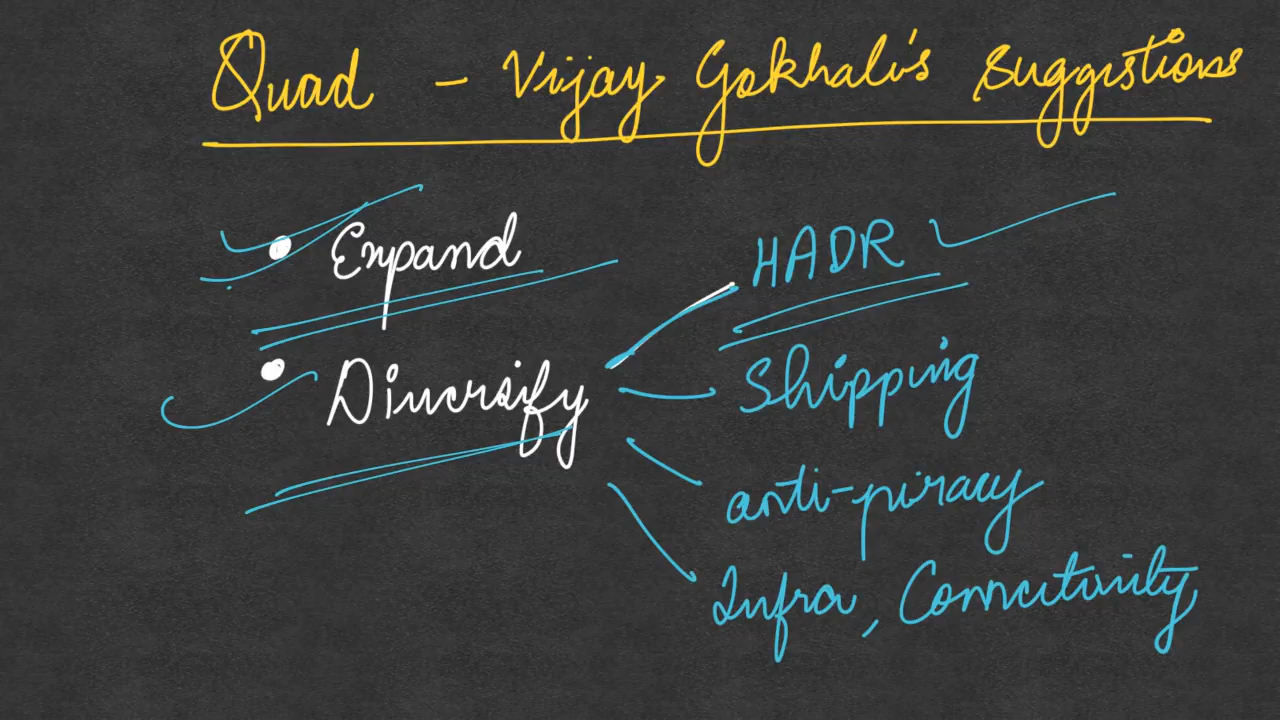 Quad - Vijay Gokhale's suggestions
• Expand
• Diversify
HADR
Shipping
anti-piracy
Infra, Connectivity